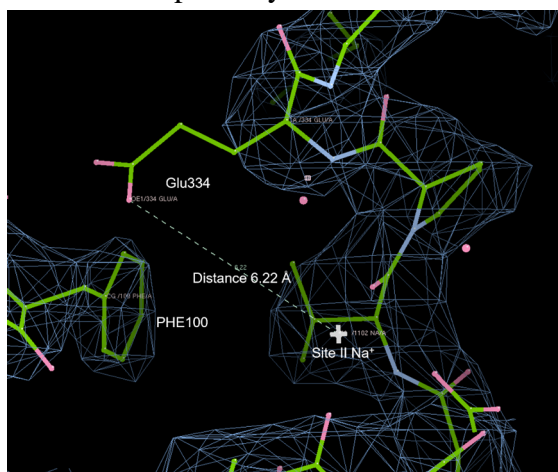 A /334 GLU/A
Glu334
OE1/334 GLU/A
6.22
Distance 6.22 Å
CG /100 PHE/A
PHE100
/1102 NA/A
Site II Na⁺